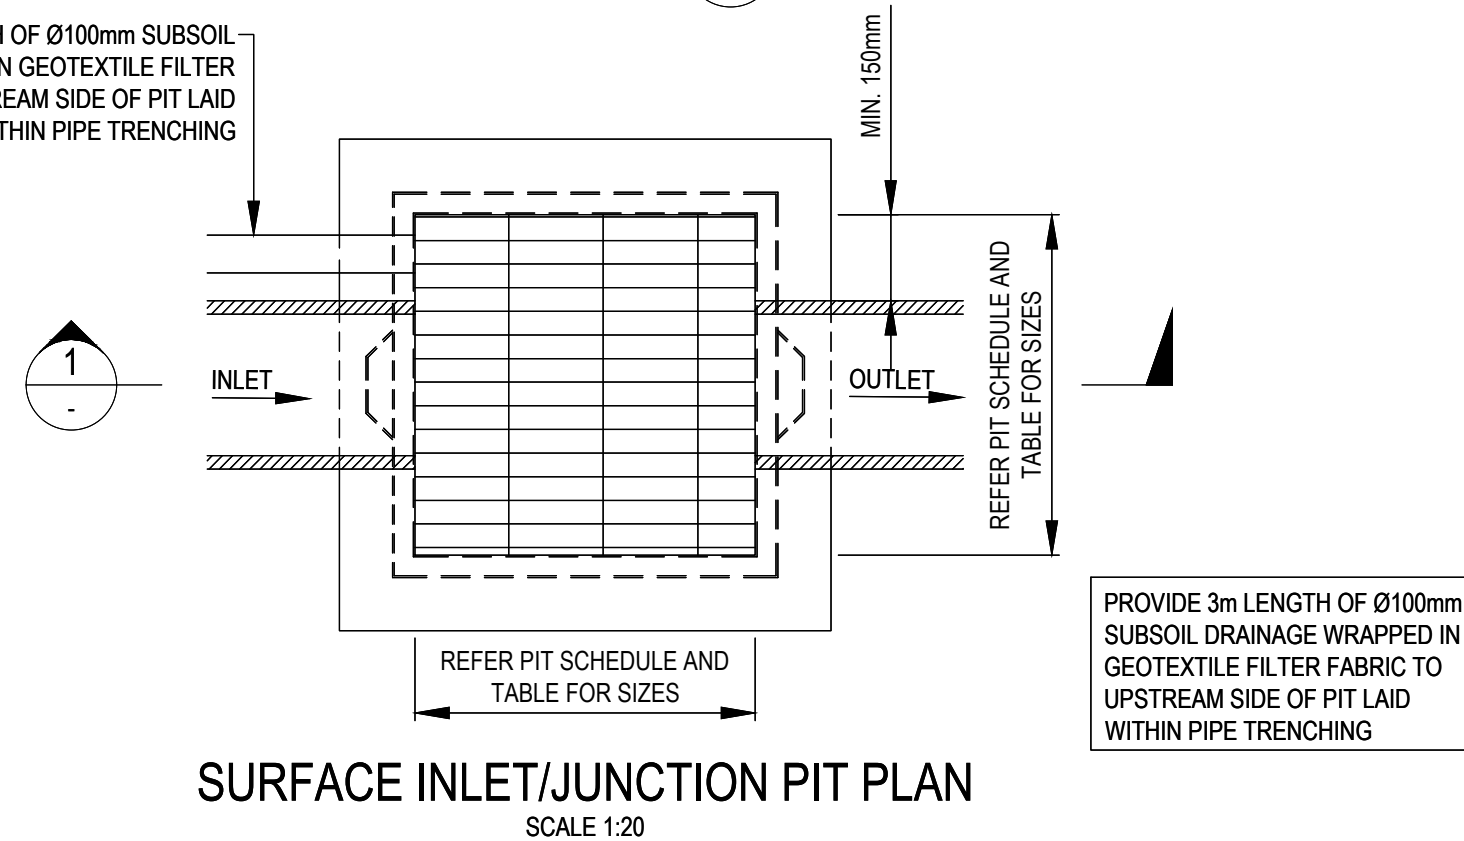 OF Ø100mm SUBSOIL
GEOTEXTILE FILTER
SIDE OF PIT LAID
PIPE TRENCHING
MIN. 150mm
1
-
INLET
OUTLET
REFER PIT SCHEDULE AND
TABLE FOR SIZES
REFER PIT SCHEDULE AND
TABLE FOR SIZES
PROVIDE 3m LENGTH OF Ø100mm
SUBSOIL DRAINAGE WRAPPED IN
GEOTEXTILE FILTER FABRIC TO
UPSTREAM SIDE OF PIT LAID
WITHIN PIPE TRENCHING
SURFACE INLET/JUNCTION PIT PLAN
SCALE 1:20